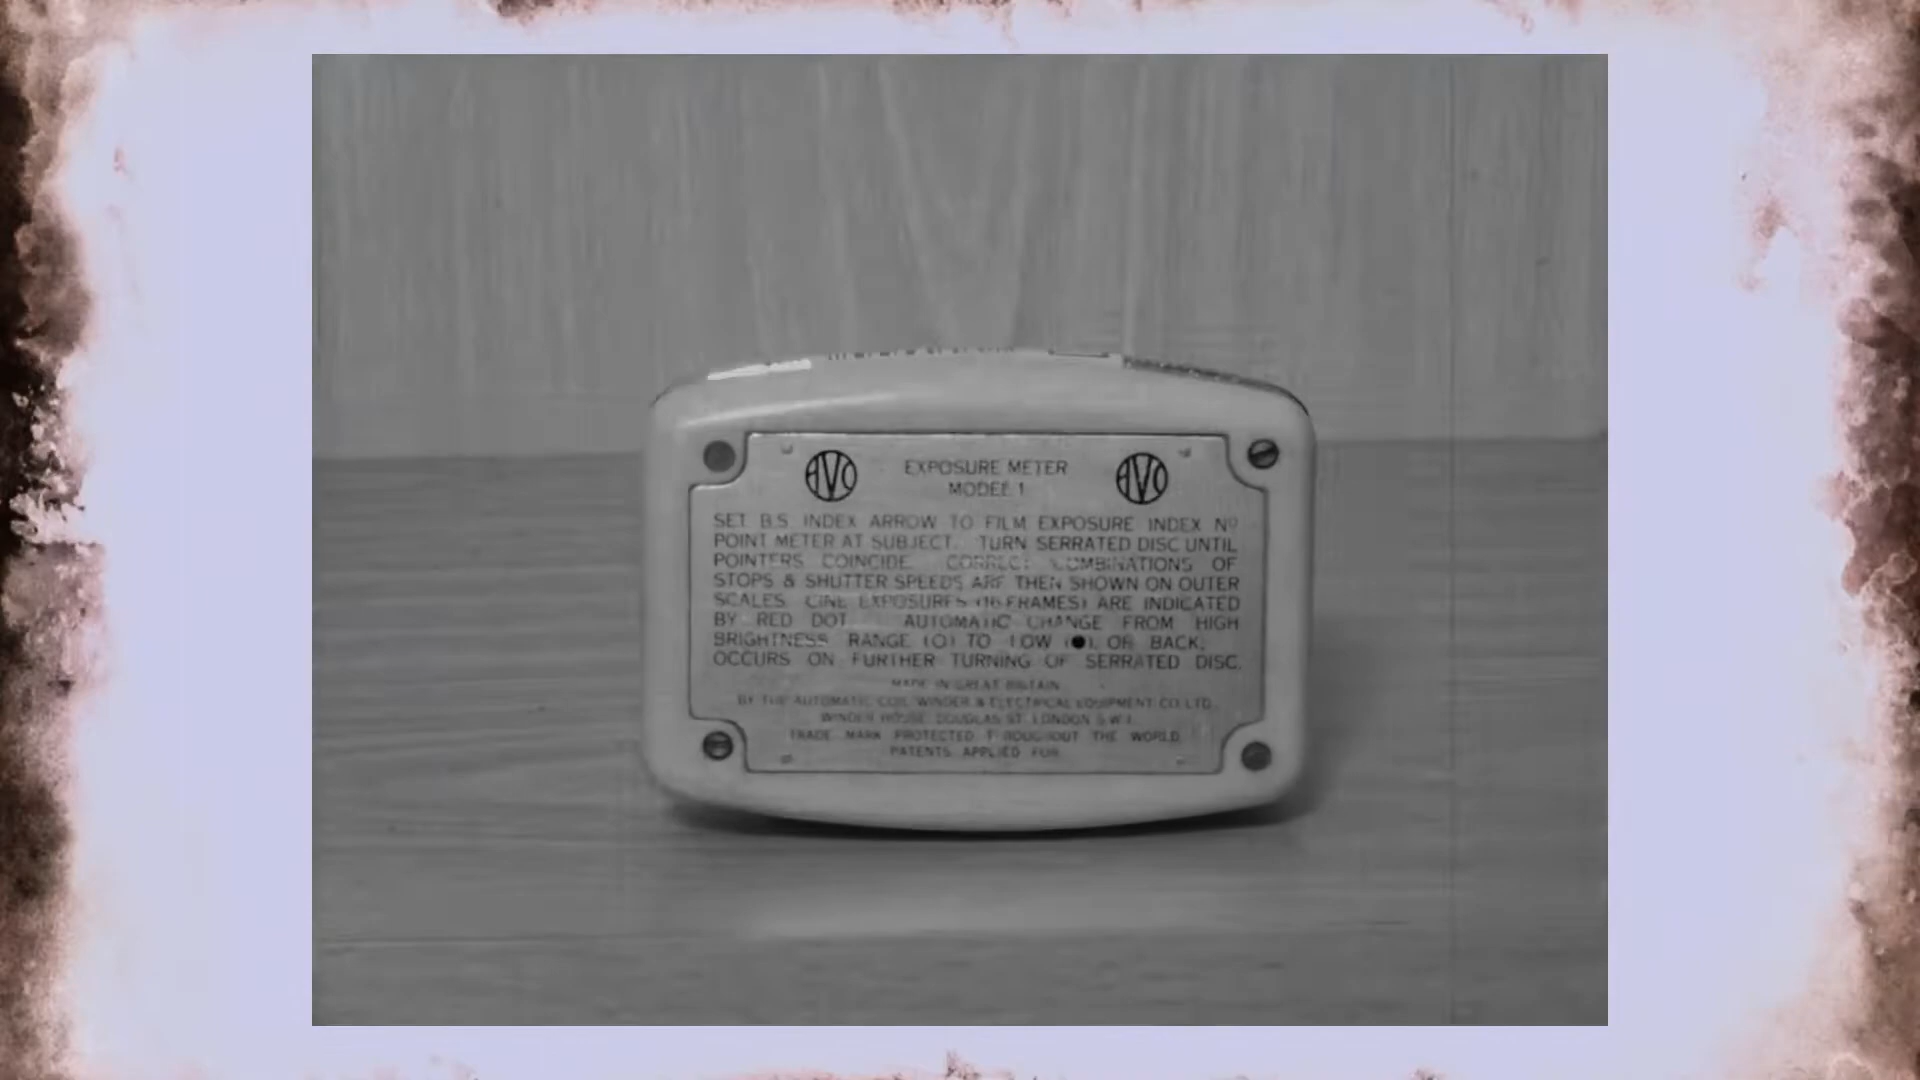 AVO EXPOSURE METER AVO
MODEL 1
SET B.S. INDEX ARROW TO FILM EXPOSURE INDEX Nº
POINT METER AT SUBJECT. TURN SERRATED DISC UNTIL
POINTERS COINCIDE CORRECT COMBINATIONS OF
STOPS & SHUTTER SPEEDS ARE THEN SHOWN ON OUTER
SCALES. CINE EXPOSURES (16 FRAMES) ARE INDICATED
BY RED DOT. AUTOMATIC CHANGE FROM HIGH
BRIGHTNESS RANGE (O) TO LOW (●), OR BACK,
OCCURS ON FURTHER TURNING OF SERRATED DISC.
MADE IN GREAT BRITAIN
BY THE AUTOMATIC COIL WINDER & ELECTRICAL EQUIPMENT CO. LTD.,
WINDER HOUSE, DOUGLAS ST. LONDON S.W.1.
TRADE MARK PROTECTED THROUGHOUT THE WORLD
PATENTS APPLIED FOR